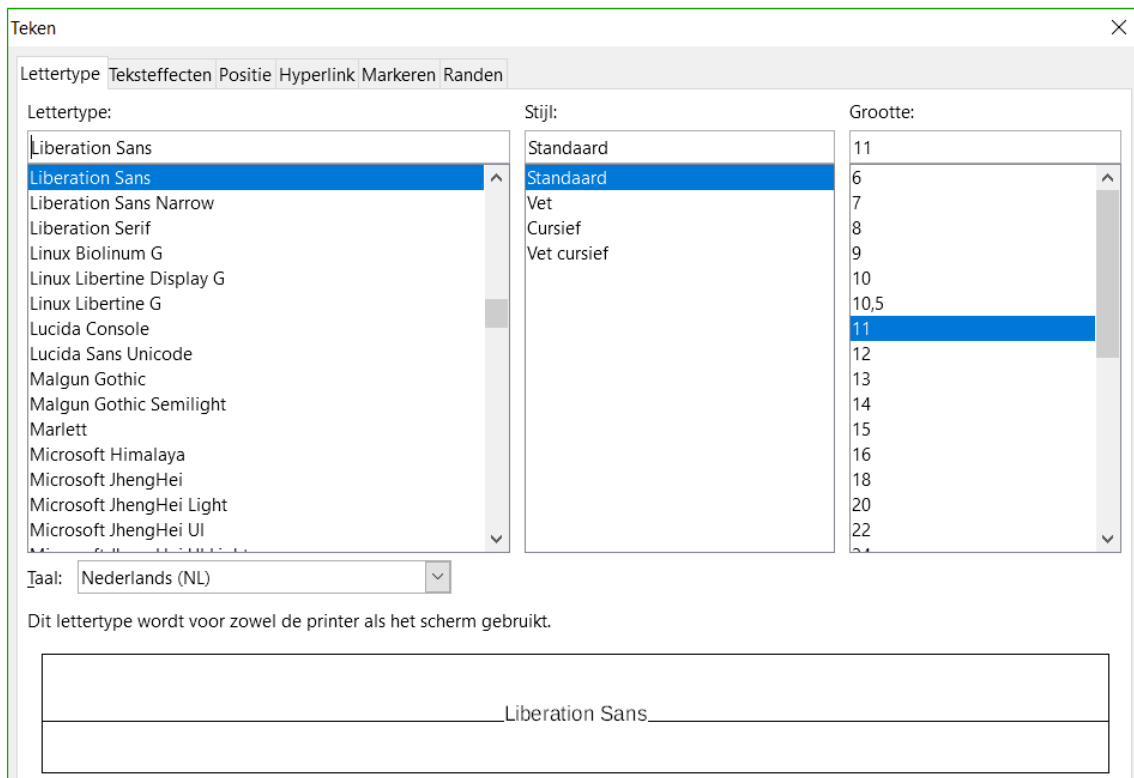 Teken
Lettertype Teksteffecten Positie Hyperlink Markeren Randen
Lettertype:
Liberation Sans
Liberation Sans
Liberation Sans Narrow
Liberation Serif
Linux Biolinum G
Linux Libertine Display G
Linux Libertine G
Lucida Console
Lucida Sans Unicode
Malgun Gothic
Malgun Gothic Semilight
Marlett
Microsoft Himalaya
Microsoft JhengHei
Microsoft JhengHei Light
Microsoft JhengHei UI
Stijl:
Standaard
Standaard
Vet
Cursief
Vet cursief
Grootte:
11
6
7
8
9
10
10,5
11
12
13
14
15
16
18
20
22
Taal: Nederlands (NL)
Dit lettertype wordt voor zowel de printer als het scherm gebruikt.
Liberation Sans